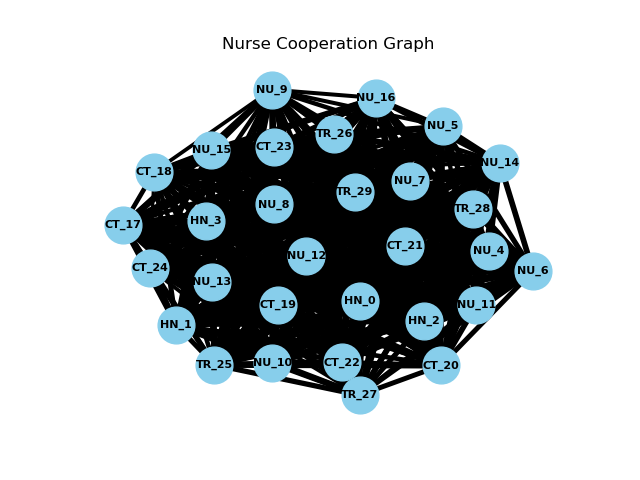 Nurse Cooperation Graph
NU_9
NU_16
NU_5
TR_26
CT_23
NU_15
NU_14
CT_18
NU_7
TR_29
NU_8
TR_28
HN_3
CT_17
CT_21
NU_4
NU_12
CT_24
NU_6
NU_13
CT_19
HN_0
NU_11
HN_2
HN_1
TR_25
NU_10
CT_22
CT_20
TR_27